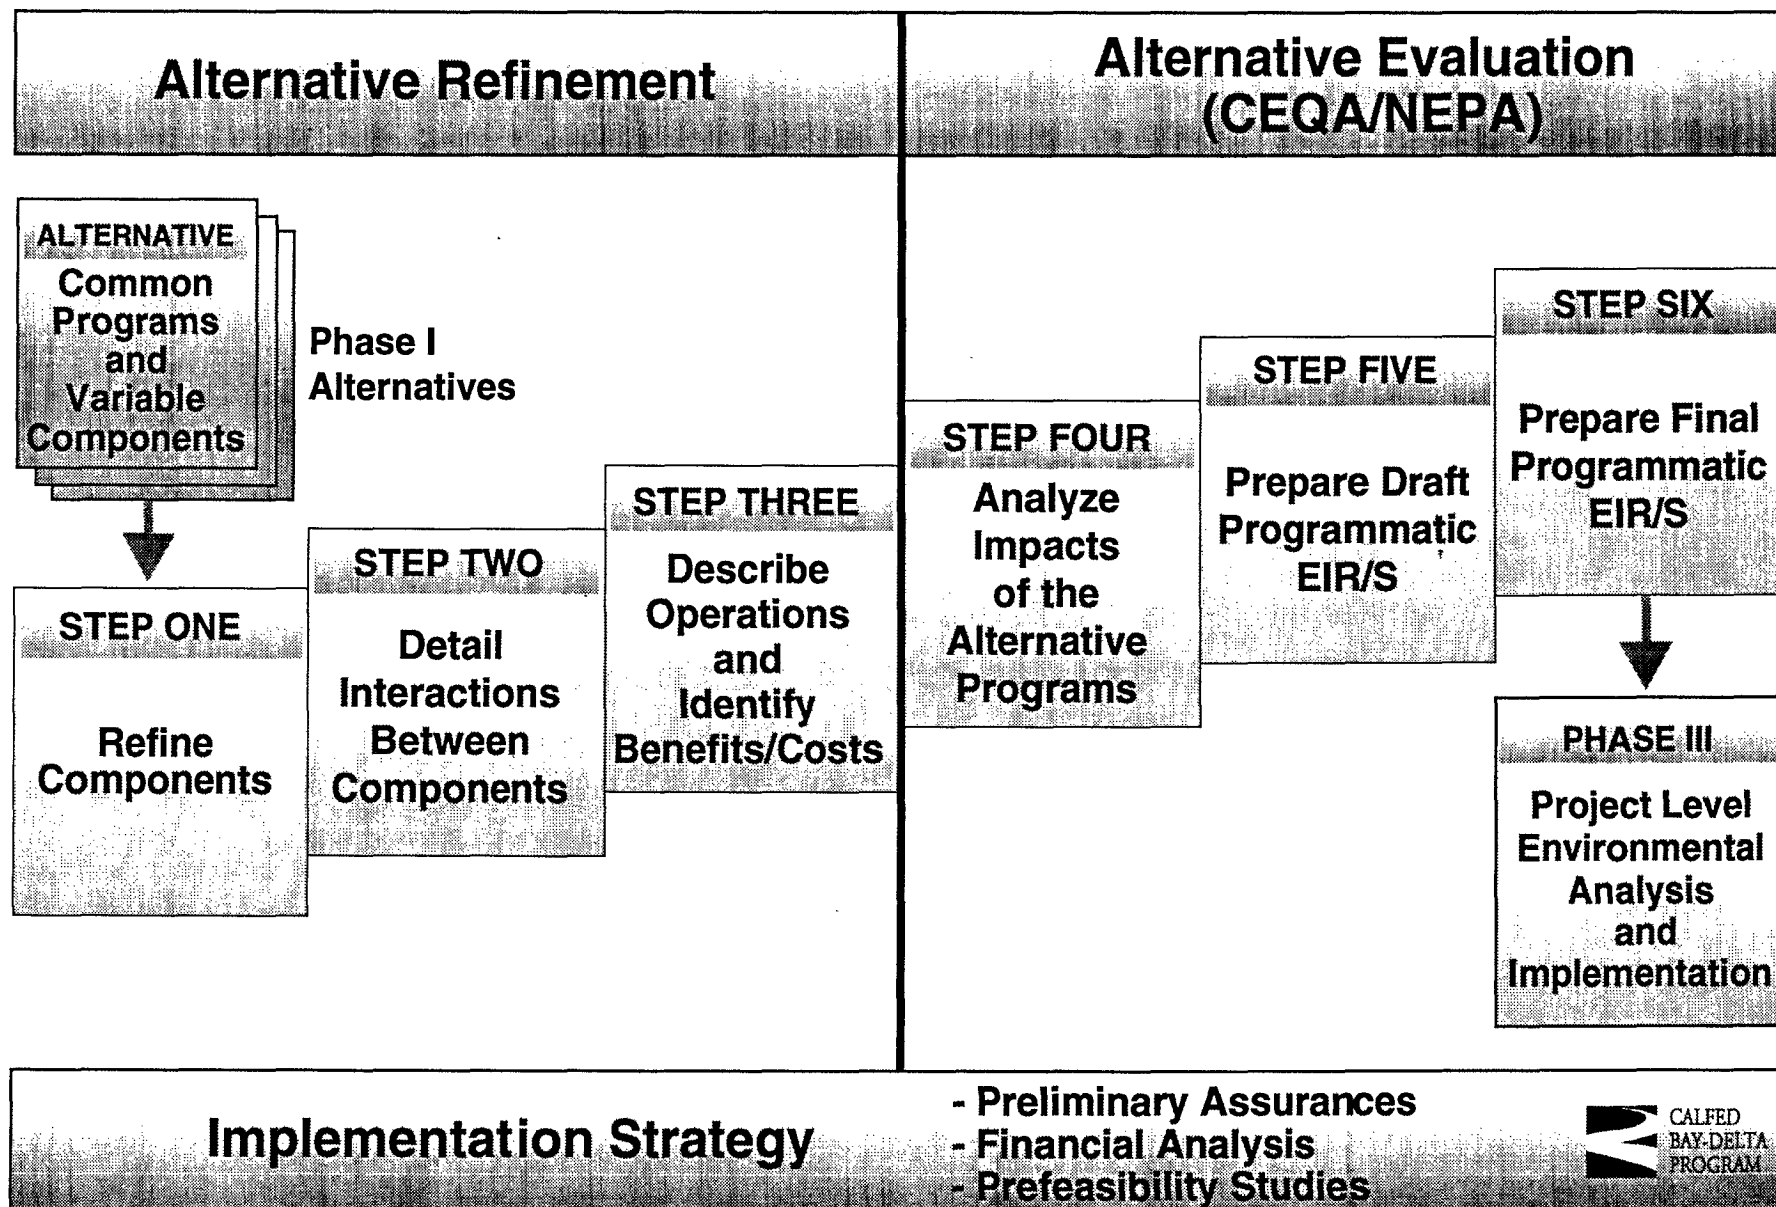 Alternative Refinement
Alternative Evaluation
(CEQA/NEPA)
ALTERNATIVE
Common
Programs
and
Variable
Components
Phase I
Alternatives
STEP ONE
Refine
Components
STEP TWO
Detail
Interactions
Between
Components
STEP THREE
Describe
Operations
and
Identify
Benefits/Costs
STEP FOUR
Analyze
Impacts
of the
Alternative
Programs
STEP FIVE
Prepare Draft
Programmatic
EIR/S
STEP SIX
Prepare Final
Programmatic
EIR/S
PHASE III
Project Level
Environmental
Analysis
and
Implementation
Implementation Strategy
- Preliminary Assurances
- Financial Analysis
- Prefeasibility Studies
CALFED
BAY-DELTA
PROGRAM